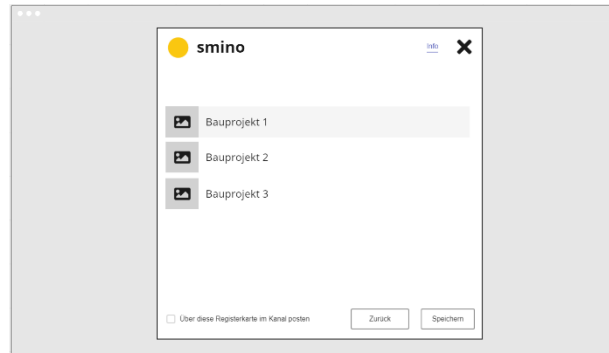 smino
Info
Bauprojekt 1
Bauprojekt 2
Bauprojekt 3
Über diese Registerkarte im Kanal posten
Zurück
Speichern